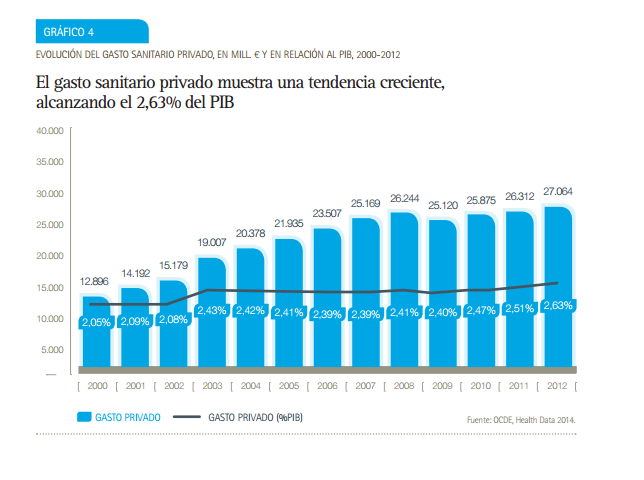 GRÁFICO 4
EVOLUCIÓN DEL GASTO SANITARIO PRIVADO, EN MILL. € Y EN RELACIÓN AL PIB, 2000-2012
El gasto sanitario privado muestra una tendencia creciente,
alcanzando el 2,63% del PIB
40.000
35.000
30.000
25.000
20.000
15.000
10.000
5.000
12.896 14.192 15.179 19.007 20.378 21.935 23.507 25.169 26.244 25.120 25.875 26.312 27.064
2,05% 2,09% 2,08% 2,43% 2,42% 2,41% 2,39% 2,39% 2,41% 2,40% 2,47% 2,51% 2,63%
[ 2000 [ 2001 [ 2002 [ 2003 [ 2004 [ 2005 [ 2006 [ 2007 [ 2008 [ 2009 [ 2010 [ 2011 [ 2012 [
GASTO PRIVADO GASTO PRIVADO (%PIB)
Fuente: OCDE, Health Data 2014.